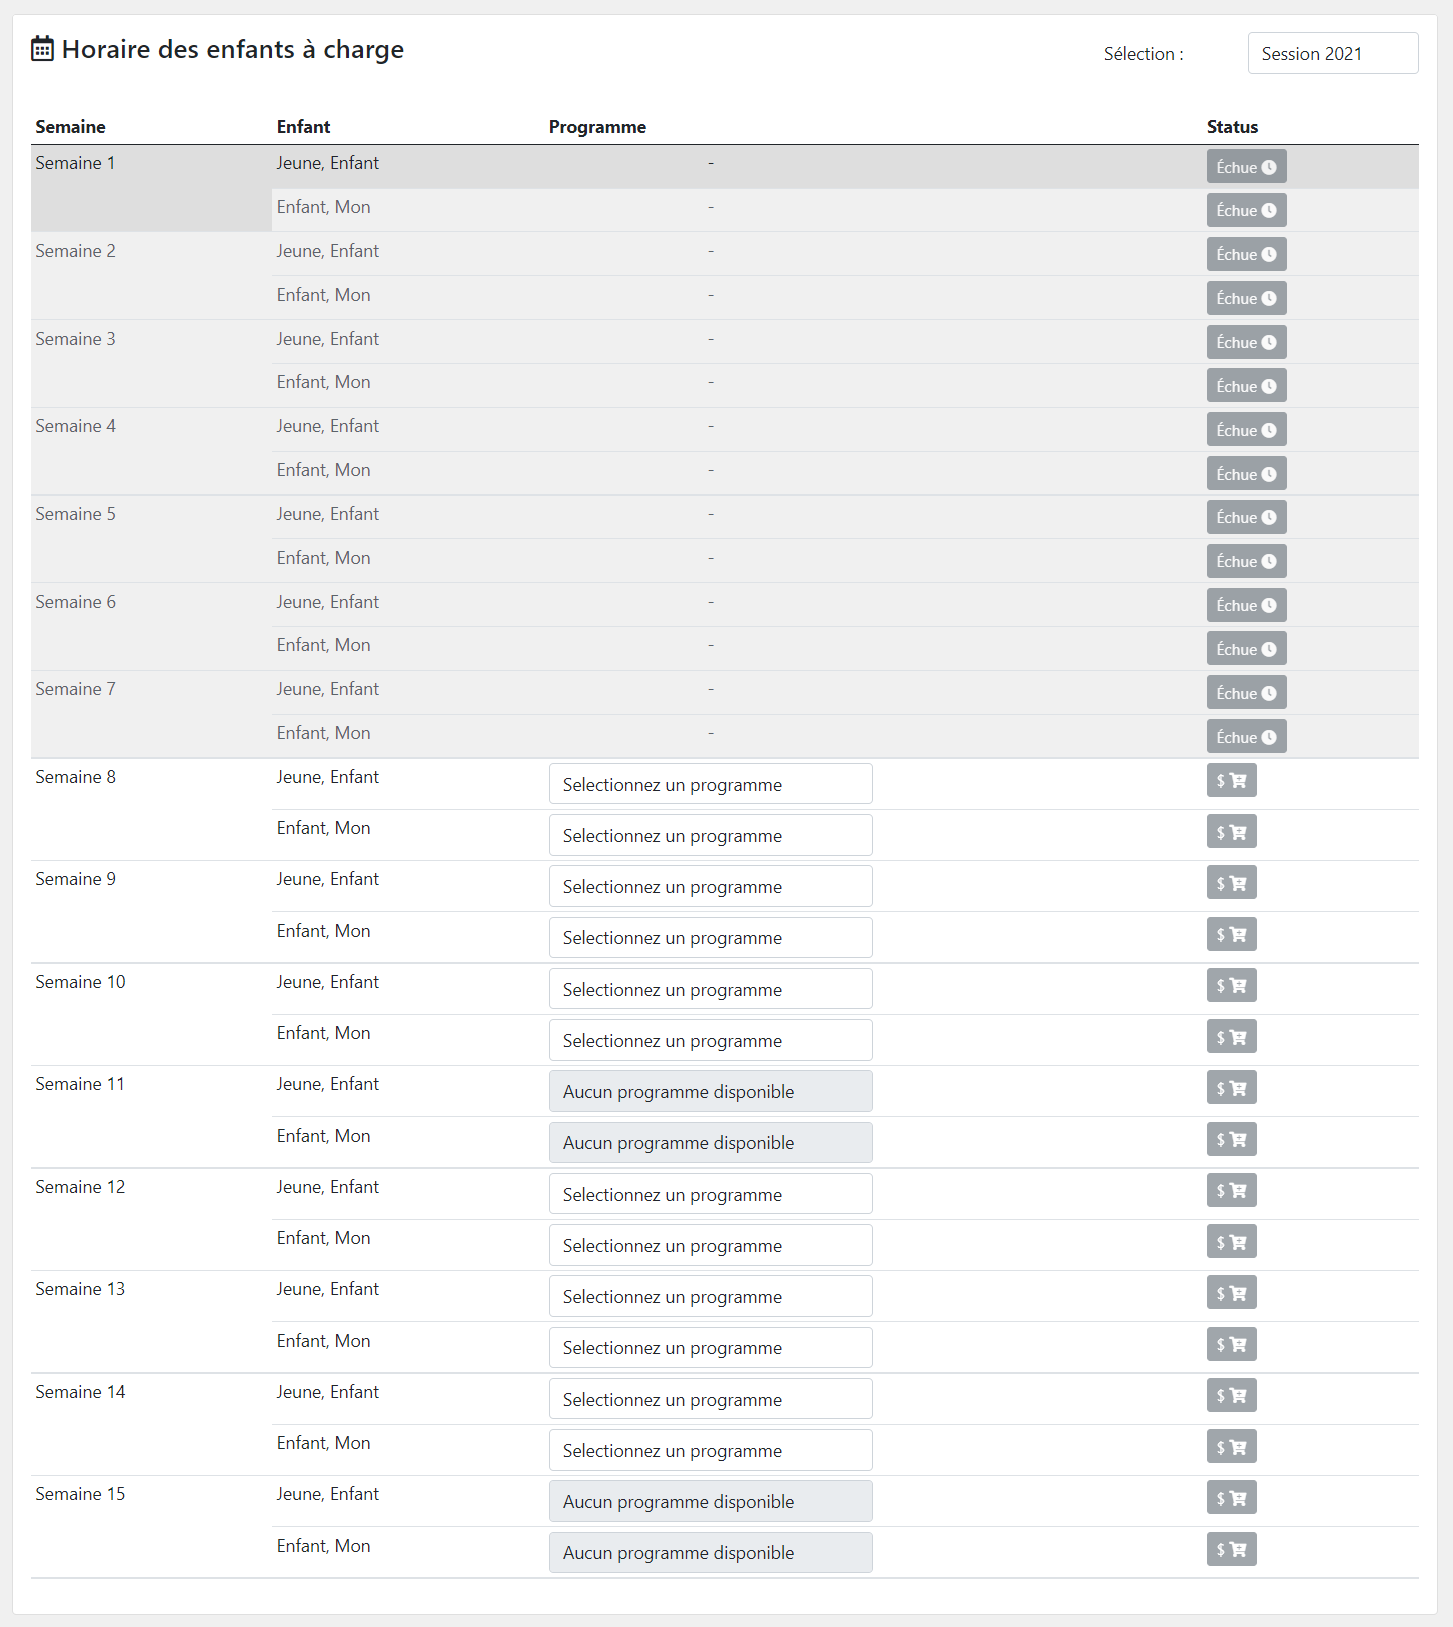 Horaire des enfants à charge
Sélection : Session 2021
Semaine Enfant Programme Status
Semaine 1 Jeune, Enfant - Échue
Enfant, Mon - Échue
Semaine 2 Jeune, Enfant - Échue
Enfant, Mon - Échue
Semaine 3 Jeune, Enfant - Échue
Enfant, Mon - Échue
Semaine 4 Jeune, Enfant - Échue
Enfant, Mon - Échue
Semaine 5 Jeune, Enfant - Échue
Enfant, Mon - Échue
Semaine 6 Jeune, Enfant - Échue
Enfant, Mon - Échue
Semaine 7 Jeune, Enfant - Échue
Enfant, Mon - Échue
Semaine 8 Jeune, Enfant Selectionnez un programme $
Enfant, Mon Selectionnez un programme $
Semaine 9 Jeune, Enfant Selectionnez un programme $
Enfant, Mon Selectionnez un programme $
Semaine 10 Jeune, Enfant Selectionnez un programme $
Enfant, Mon Selectionnez un programme $
Semaine 11 Jeune, Enfant Aucun programme disponible $
Enfant, Mon Aucun programme disponible $
Semaine 12 Jeune, Enfant Selectionnez un programme $
Enfant, Mon Selectionnez un programme $
Semaine 13 Jeune, Enfant Selectionnez un programme $
Enfant, Mon Selectionnez un programme $
Semaine 14 Jeune, Enfant Selectionnez un programme $
Enfant, Mon Selectionnez un programme $
Semaine 15 Jeune, Enfant Aucun programme disponible $
Enfant, Mon Aucun programme disponible $